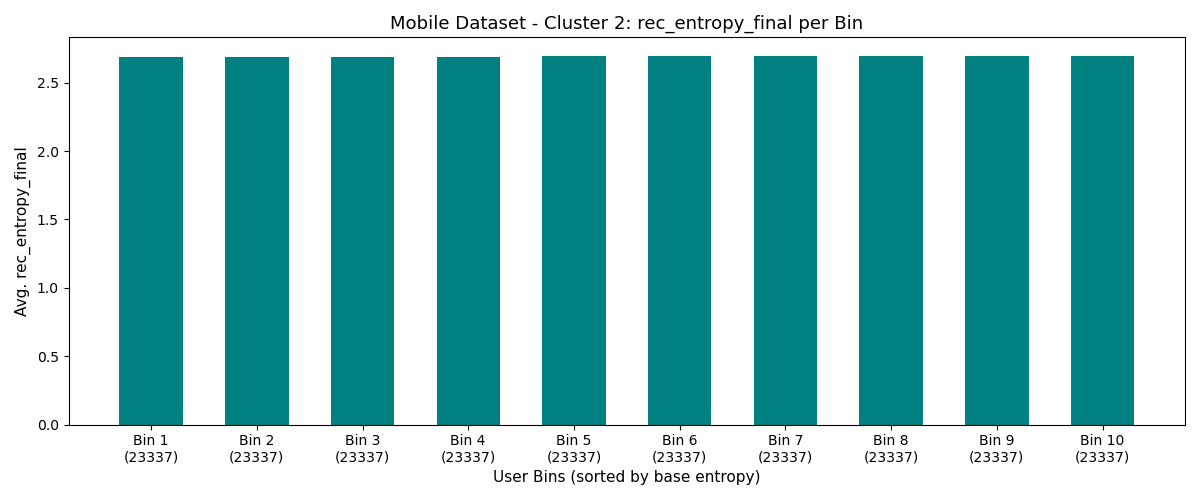 Mobile Dataset - Cluster 2: rec_entropy_final per Bin
Avg. rec_entropy_final
2.5
2.0
1.5
1.0
0.5
0.0
Bin 1 Bin 2 Bin 3 Bin 4 Bin 5 Bin 6 Bin 7 Bin 8 Bin 9 Bin 10
(23337) (23337) (23337) (23337) (23337) (23337) (23337) (23337) (23337) (23337)
User Bins (sorted by base entropy)